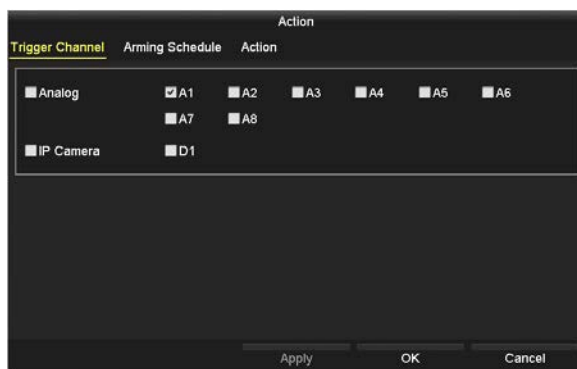 Action
Trigger Channel Arming Schedule Action
Analog A1 A2 A3 A4 A5 A6
A7 A8
IP Camera D1
Apply OK Cancel